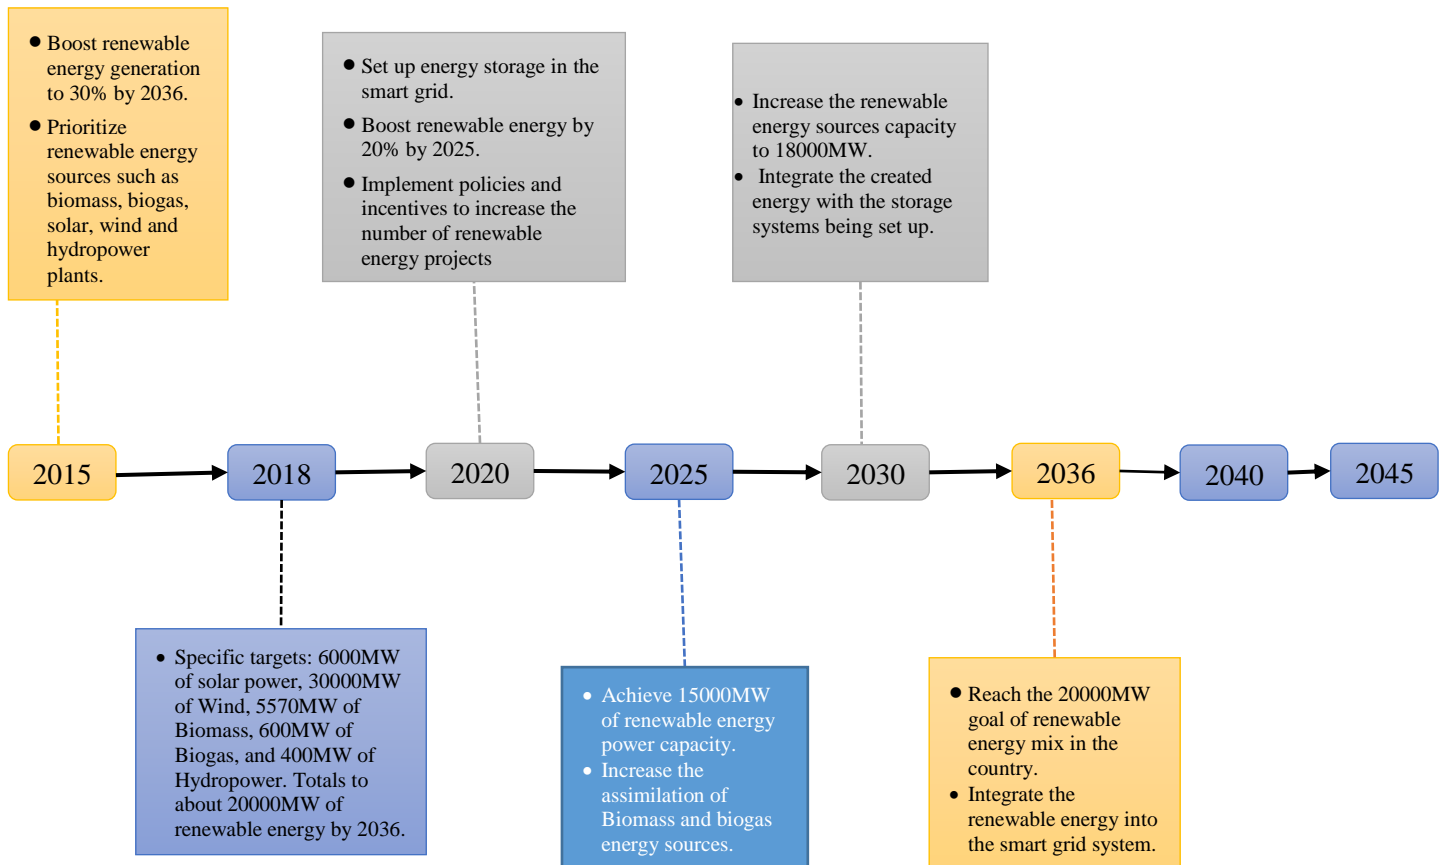 ● Boost renewable
energy generation
to 30% by 2036.
● Prioritize
renewable energy
sources such as
biomass, biogas,
solar, wind and
hydropower
plants.
● Set up energy storage in the
smart grid.
● Boost renewable energy by
20% by 2025.
● Implement policies and
incentives to increase the
number of renewable
energy projects
• Increase the renewable
energy sources capacity
to 18000MW.
• Integrate the created
energy with the storage
systems being set up.
2015
2018
2020
2025
2030
2036
2040
2045
• Specific targets: 6000MW
of solar power, 30000MW
of Wind, 5570MW of
Biomass, 600MW of
Biogas, and 400MW of
Hydropower. Totals to
about 20000MW of
renewable energy by 2036.
• Achieve 15000MW
of renewable energy
power capacity.
• Increase the
assimilation of
Biomass and biogas
energy sources.
● Reach the 20000MW
goal of renewable
energy mix in the
country.
• Integrate the
renewable energy into
the smart grid system.